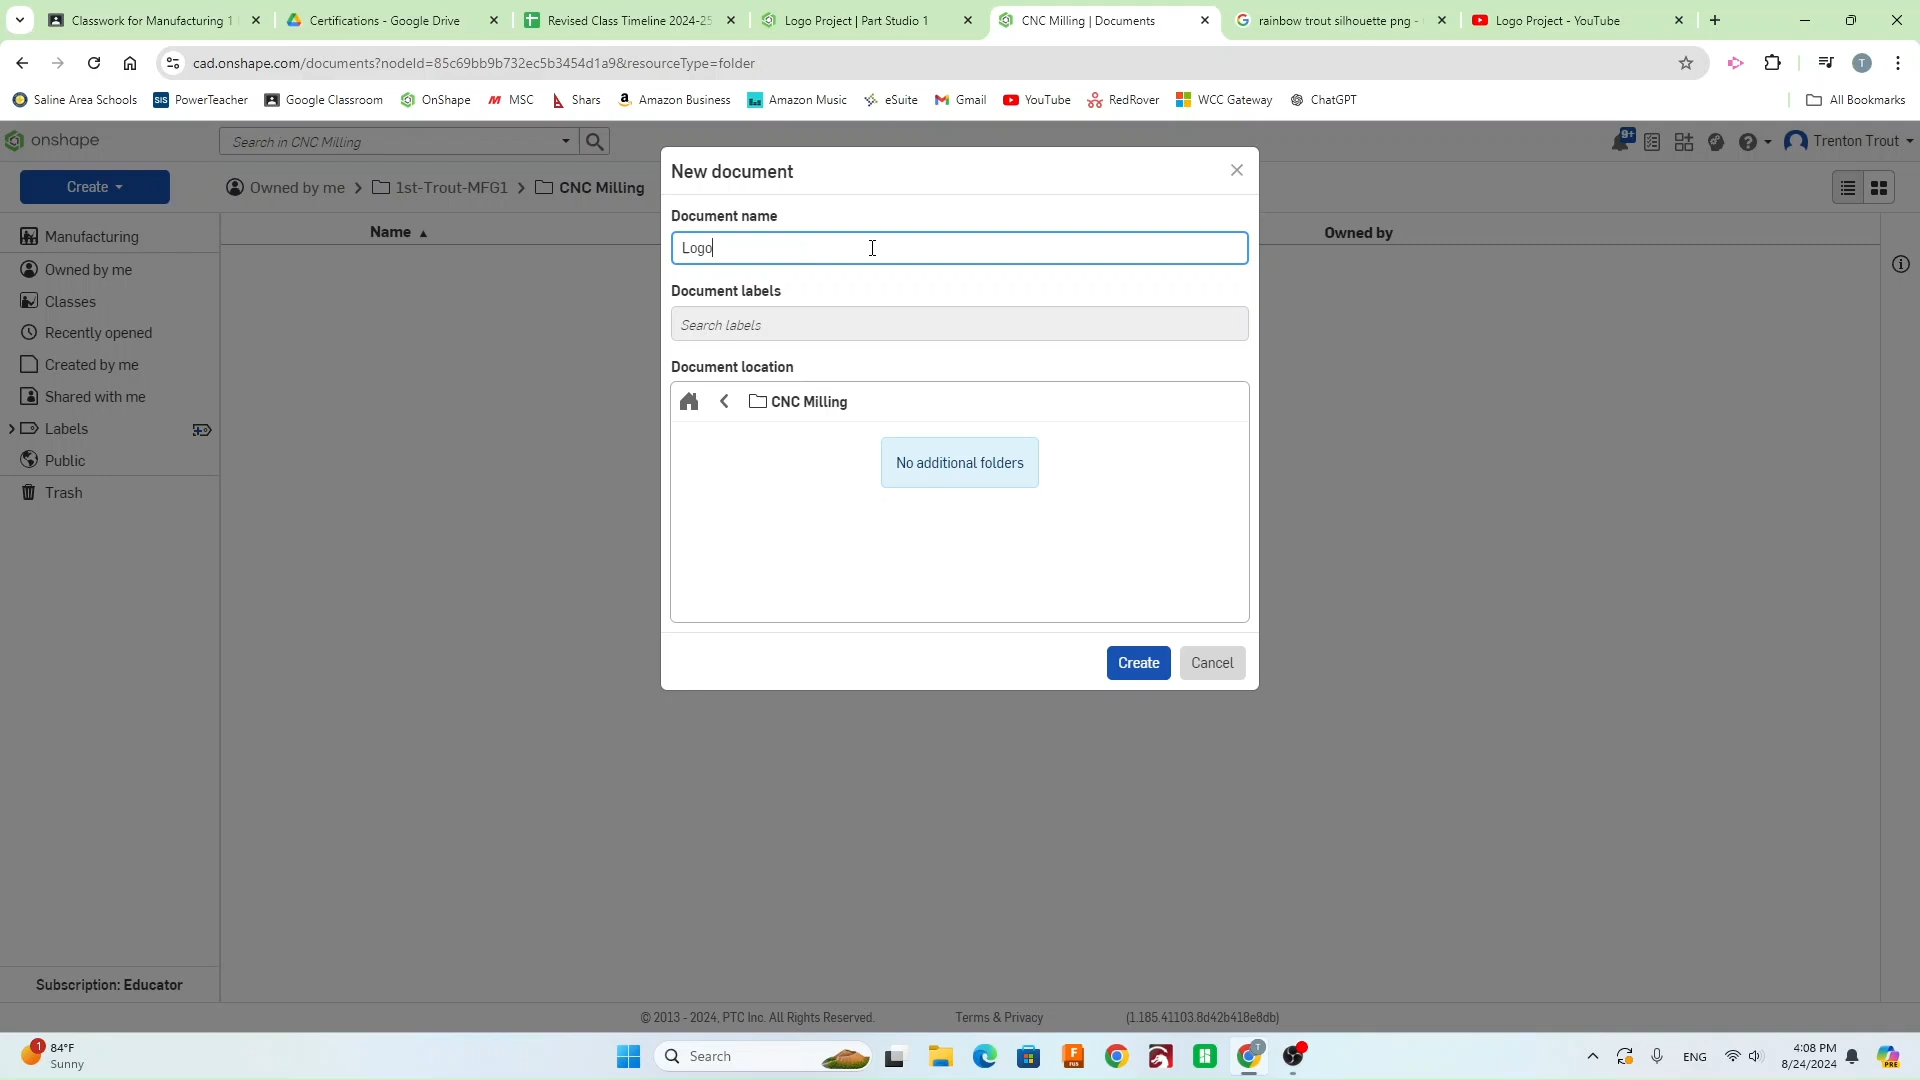 Classwork for Manufacturing 1
Certifications - Google Drive
Revised Class Timeline 2024-25
Logo Project | Part Studio 1
CNC Milling | Documents
rainbow trout silhouette png -
Logo Project - YouTube
cad.onshape.com/documents?nodeId=85c69bb9b732ec5b3454d1a9&resourceType=folder
T
Saline Area Schools
SIS PowerTeacher
Google Classroom
OnShape
MSC
Shars
Amazon Business
Amazon Music
eSuite
Gmail
YouTube
RedRover
WCC Gateway
ChatGPT
All Bookmarks
onshape
Search in CNC Milling
9+
Trenton Trout
Create
Owned by me > 1st-Trout-MFG1 > CNC Milling
Name
Owned by
Manufacturing
Owned by me
Classes
Recently opened
Created by me
Shared with me
Labels
Public
Trash
Subscription: Educator
New document
Document name
Logo
Document labels
Search labels
Document location
CNC Milling
No additional folders
Create
Cancel
© 2013 - 2024, PTC Inc. All Rights Reserved.
Terms & Privacy
(1.185.41103.8d42b418e8db)
1
84°F
Sunny
Search
F
FUS
T
ENG
4:08 PM
8/24/2024
PRE